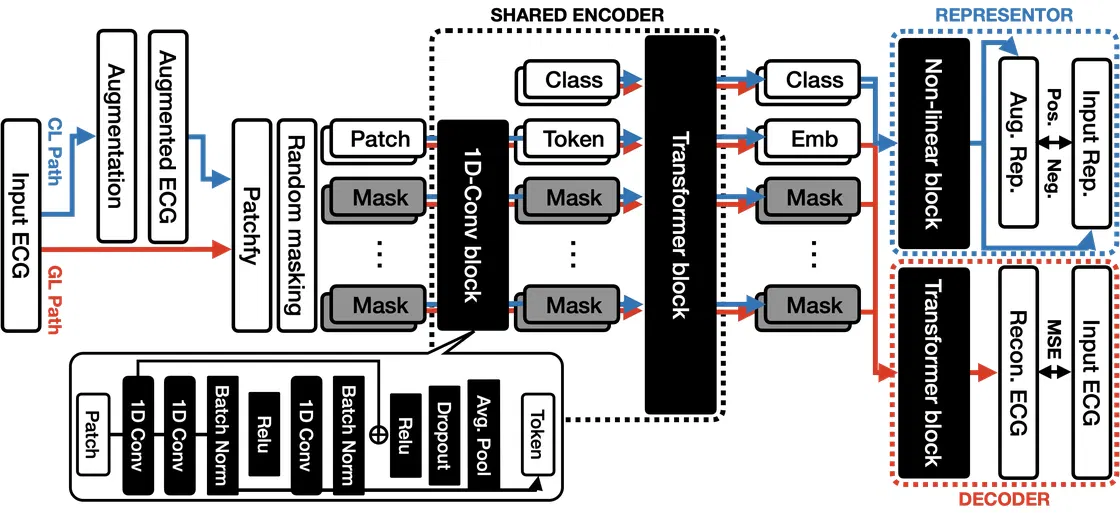 SHARED ENCODER
REPRESENTOR
Input ECG
CL Path
GL Path
Augmentation
Augmented ECG
Patchfy
Random masking
Patch
Mask
Mask
1D-Conv block
Class
Token
Mask
Mask
Transformer block
Class
Emb
Mask
Mask
Non-linear block
Aug. Rep.
Pos.
Neg.
Input Rep.
Transformer block
Recon. ECG
MSE
Input ECG
DECODER
Patch
1D Conv
1D Conv
Batch Norm
Relu
1D Conv
Batch Norm
Relu
Dropout
Avg. Pool
Token